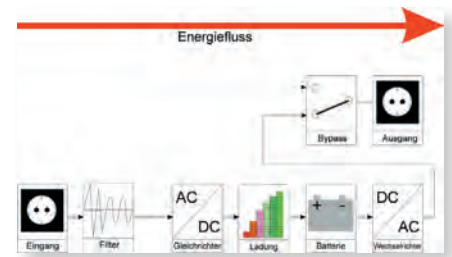 Energiefluss
Bypass
Ausgang
AC
DC
DC
AC
+ -
Eingang
Filter
Gleichrichter
Ladung
Batterie
Wechselrichter